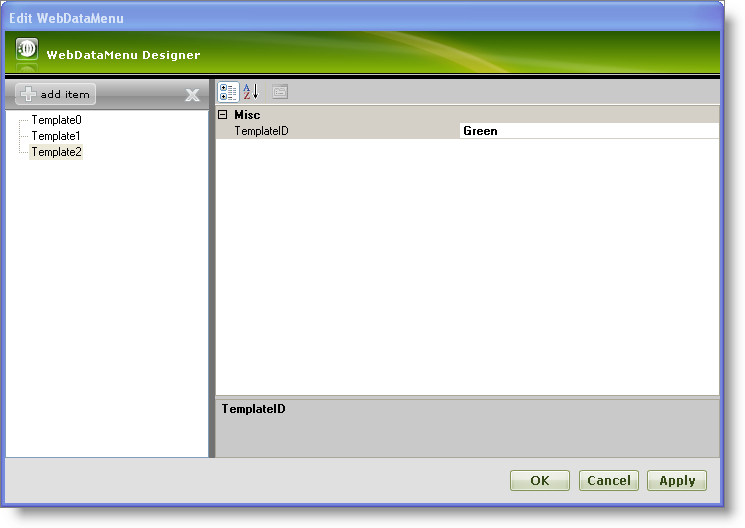 Edit WebDataMenu
WebDataMenu Designer
add item
Template0
Template1
Template2
A
Z
Misc
TemplateID Green
TemplateID
OK Cancel Apply